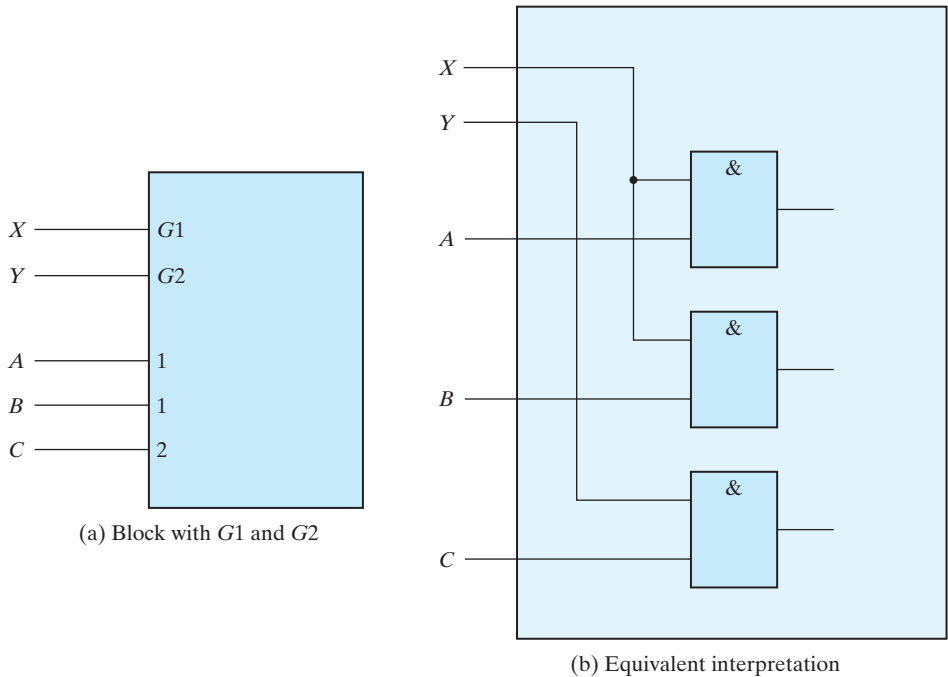 X G1
Y G2
A 1
B 1
C 2
(a) Block with G1 and G2
X
Y
&
A
&
B
&
C
(b) Equivalent interpretation